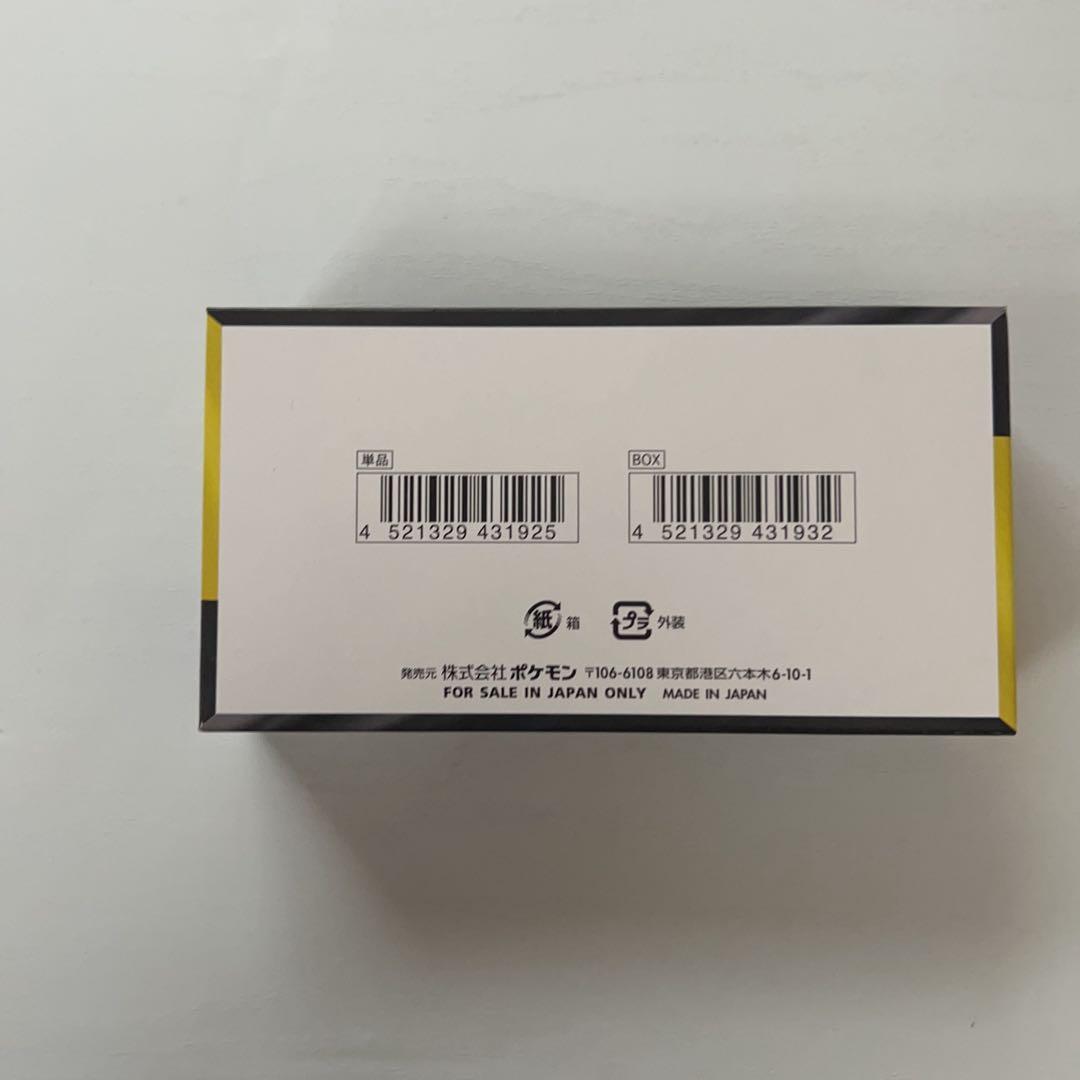 単品
4 521329 431925
BOX
4 521329 431932
紙 箱
プラ 外装
発売元 株式会社 ポケモン 〒106-6108 東京都港区六本木6-10-1
FOR SALE IN JAPAN ONLY MADE IN JAPAN